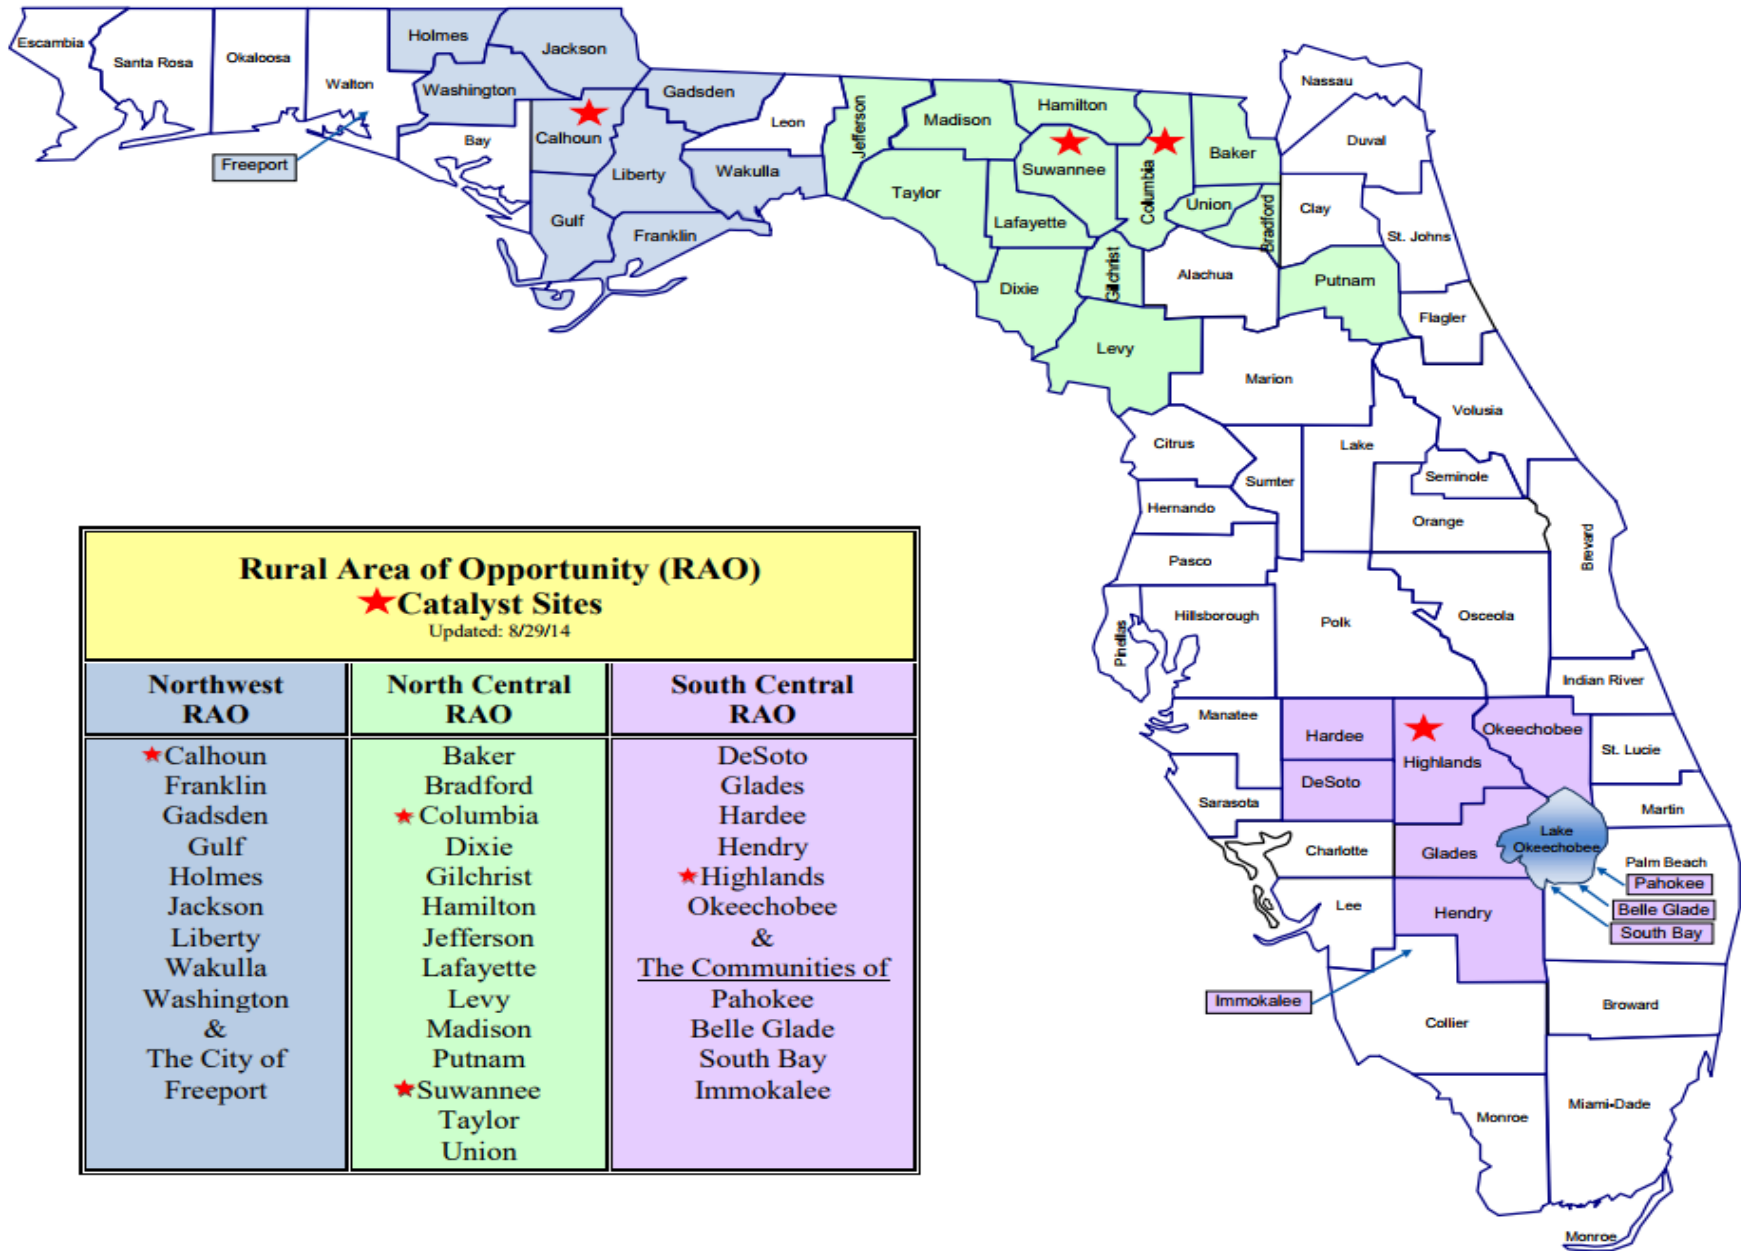 Escambia
Santa Rosa
Okaloosa
Walton
Holmes
Jackson
Washington
Freeport
Bay
Calhoun
Gadsden
Liberty
Gulf
Franklin
Leon
Wakulla
Jefferson
Madison
Taylor
Hamilton
Suwannee
Lafayette
Columbia
Baker
Union
Bradford
Dixie
Gilchrist
Levy
Alachua
Nassau
Duval
Clay
St. Johns
Putnam
Flagler
Marion
Volusia
Citrus
Lake
Sumter
Seminole
Hernando
Orange
Pasco
Brevard
Hillsborough
Pinellas
Polk
Osceola
Indian River
Manatee
Hardee
Highlands
Okeechobee
St. Lucie
DeSoto
Sarasota
Martin
Charlotte
Glades
Lake
Okeechobee
Palm Beach
Pahokee
Belle Glade
South Bay
Lee
Hendry
Immokalee
Collier
Broward
Monroe
Miami-Dade
Monroe
Rural Area of Opportunity (RAO)
Catalyst Sites
Updated: 8/29/14
Northwest
RAO
Calhoun
Franklin
Gadsden
Gulf
Holmes
Jackson
Liberty
Wakulla
Washington
&
The City of
Freeport
North Central
RAO
Baker
Bradford
Columbia
Dixie
Gilchrist
Hamilton
Jefferson
Lafayette
Levy
Madison
Putnam
Suwannee
Taylor
Union
South Central
RAO
DeSoto
Glades
Hardee
Hendry
Highlands
Okeechobee
&
The Communities of
Pahokee
Belle Glade
South Bay
Immokalee